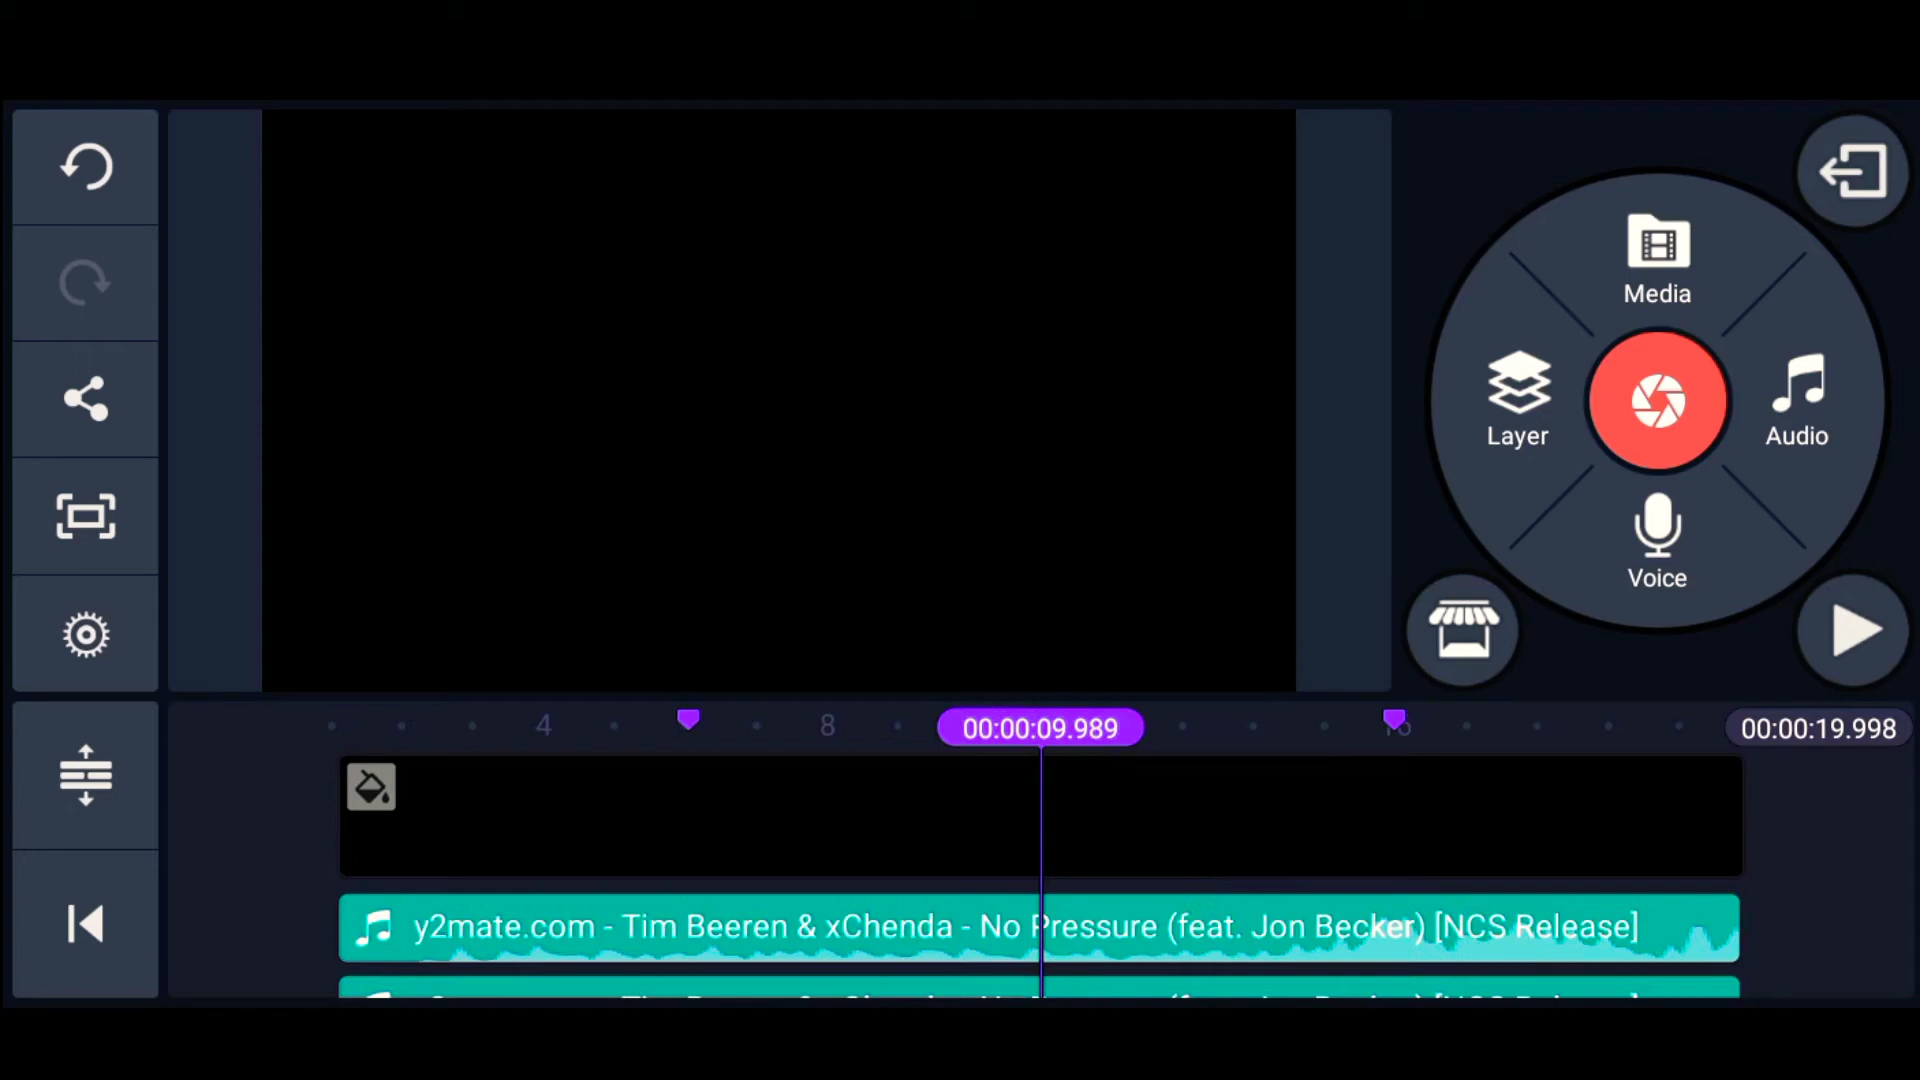 Media
Layer
Audio
Voice
4
8
00:00:09.989
00:00:19.998
y2mate.com - Tim Beeren & xChenda - No Pressure (feat. Jon Becker) [NCS Release]